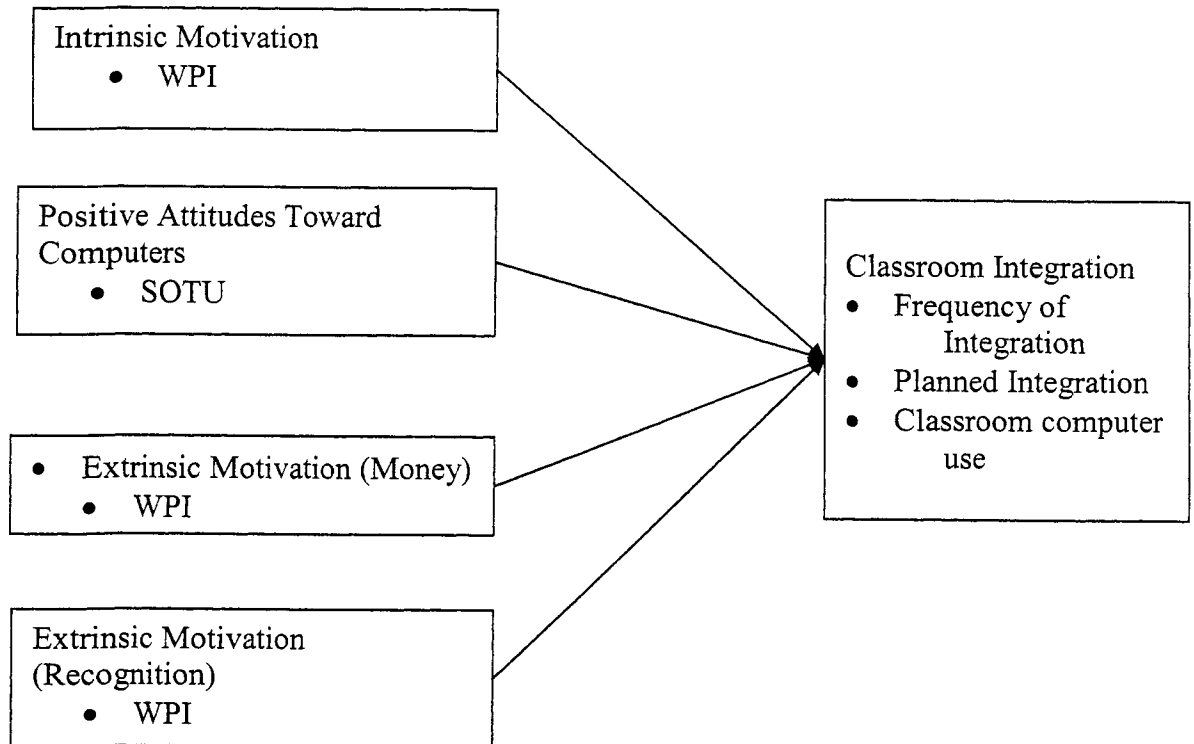 Intrinsic Motivation
• WPI
Positive Attitudes Toward
Computers
• SOTU
• Extrinsic Motivation (Money)
• WPI
Extrinsic Motivation
(Recognition)
• WPI
Classroom Integration
• Frequency of
Integration
• Planned Integration
• Classroom computer
use